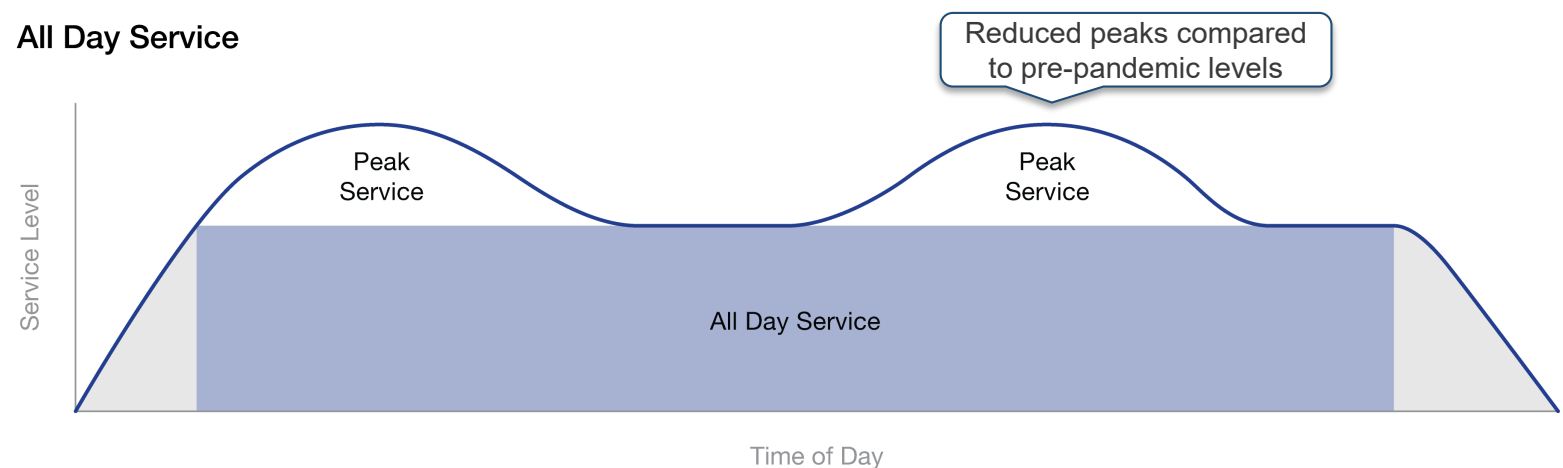 All Day Service
Reduced peaks compared
to pre-pandemic levels
Peak
Service
Peak
Service
Service Level
All Day Service
Time of Day